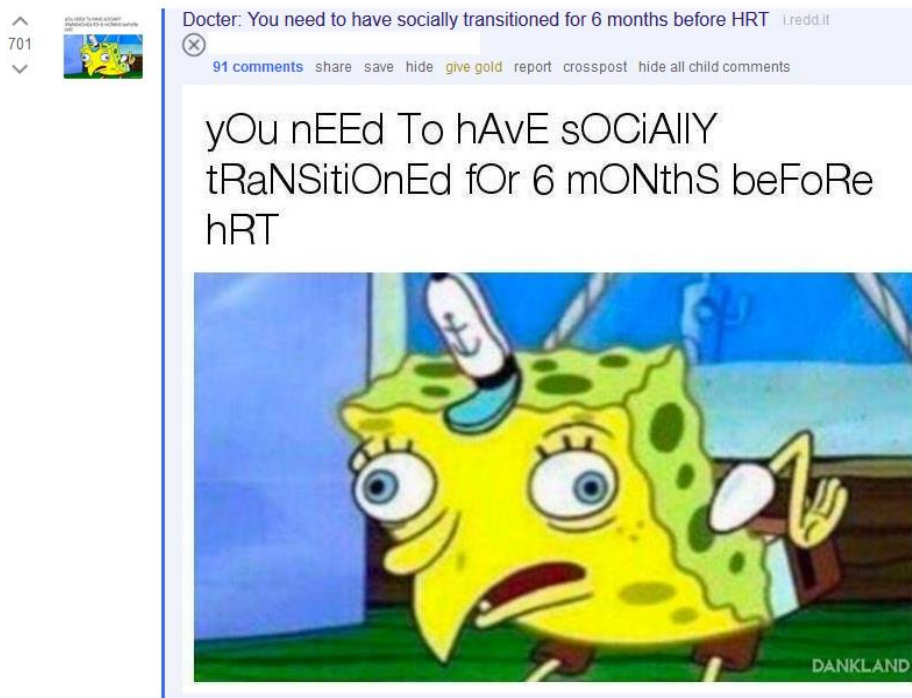 701
Docter: You need to have socially transitioned for 6 months before HRT i.redd.it
91 comments share save hide give gold report crosspost hide all child comments
yOu nEEd To hAvE sOCiAllY
tRaNSitiOnEd fOr 6 mONthS beFoRe
hRT
DANKLAND